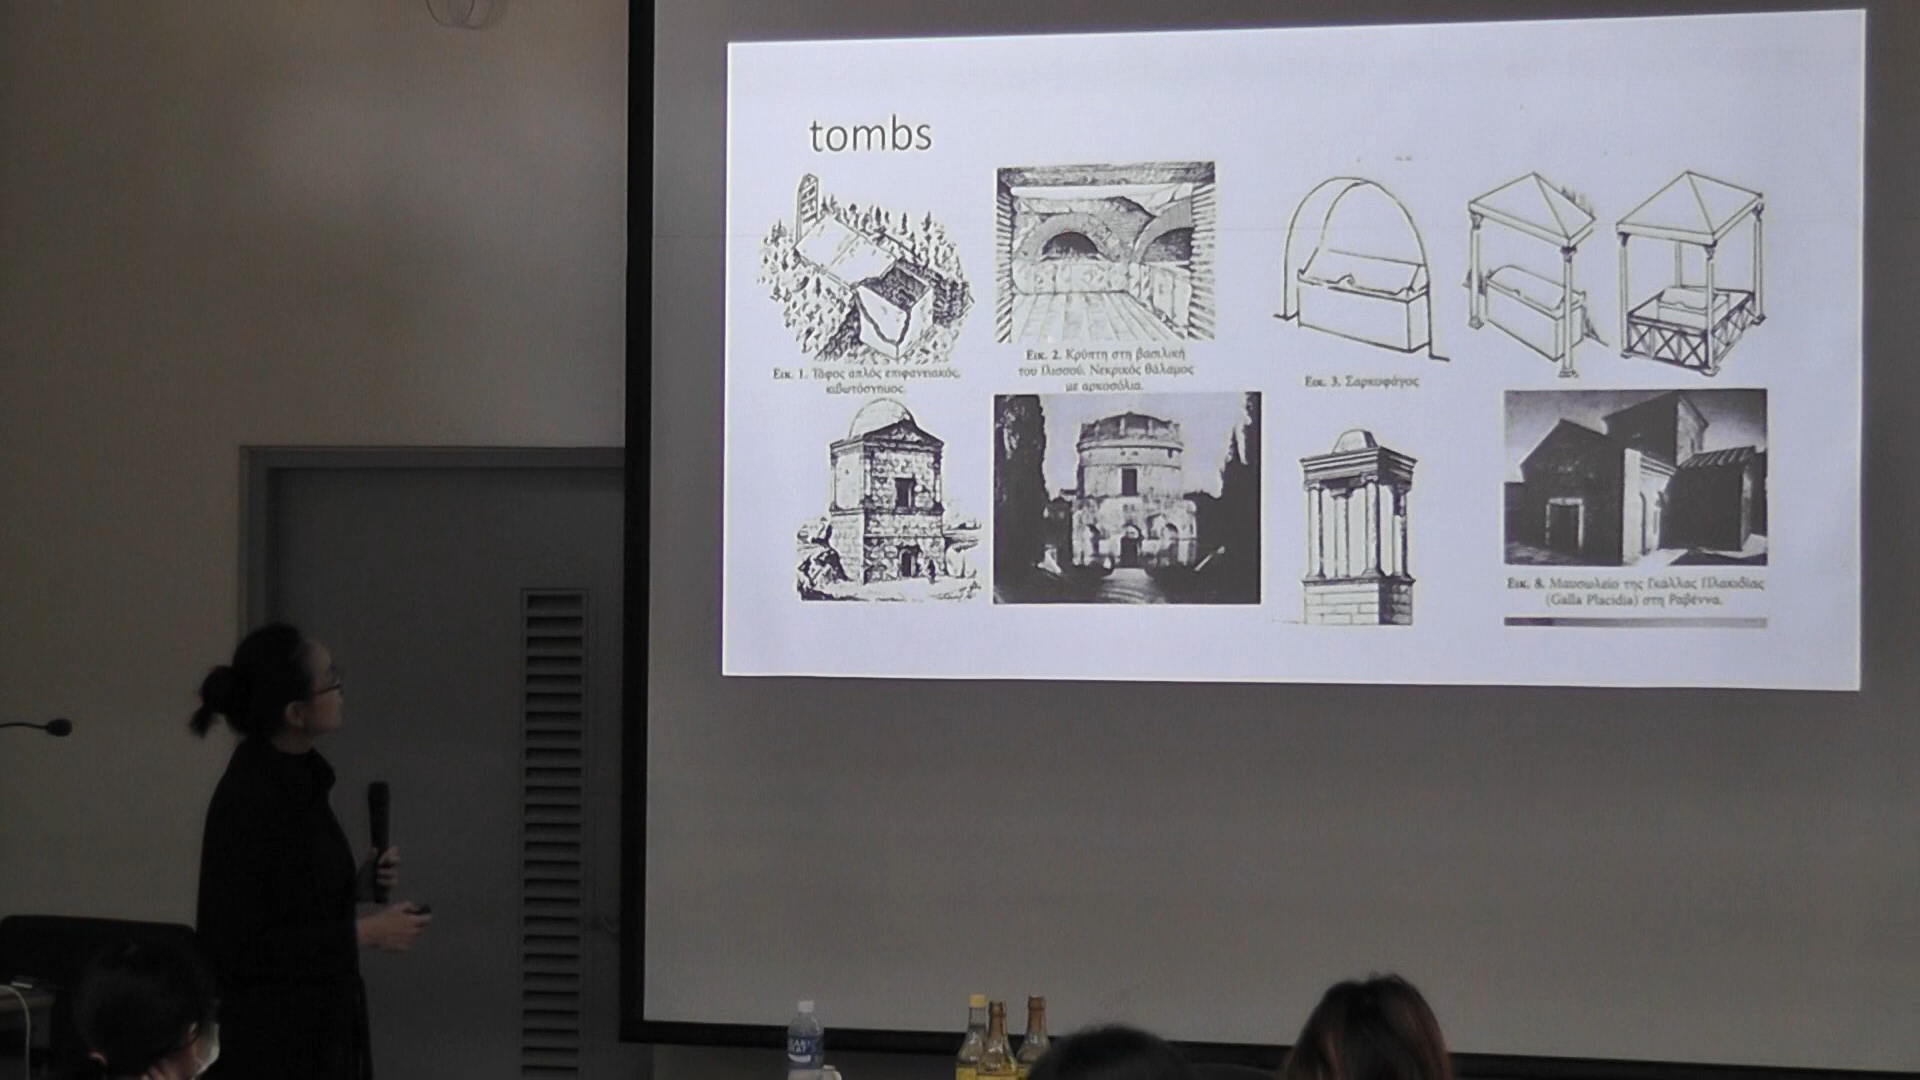 tombs
Εικ. 1. Τάφος απλός επιφανειακός,
κιβωτόσχημος.
Εικ. 2. Κρύπτη στη βασιλική
του Ιλισσού. Νεκρικός θάλαμος
με αρκοσόλια.
Εικ. 3. Σαρκοφάγος
Εικ. 8. Μαυσωλείο της Γκάλλας Πλακιδίας
(Galla Placidia) στη Ραβέννα.